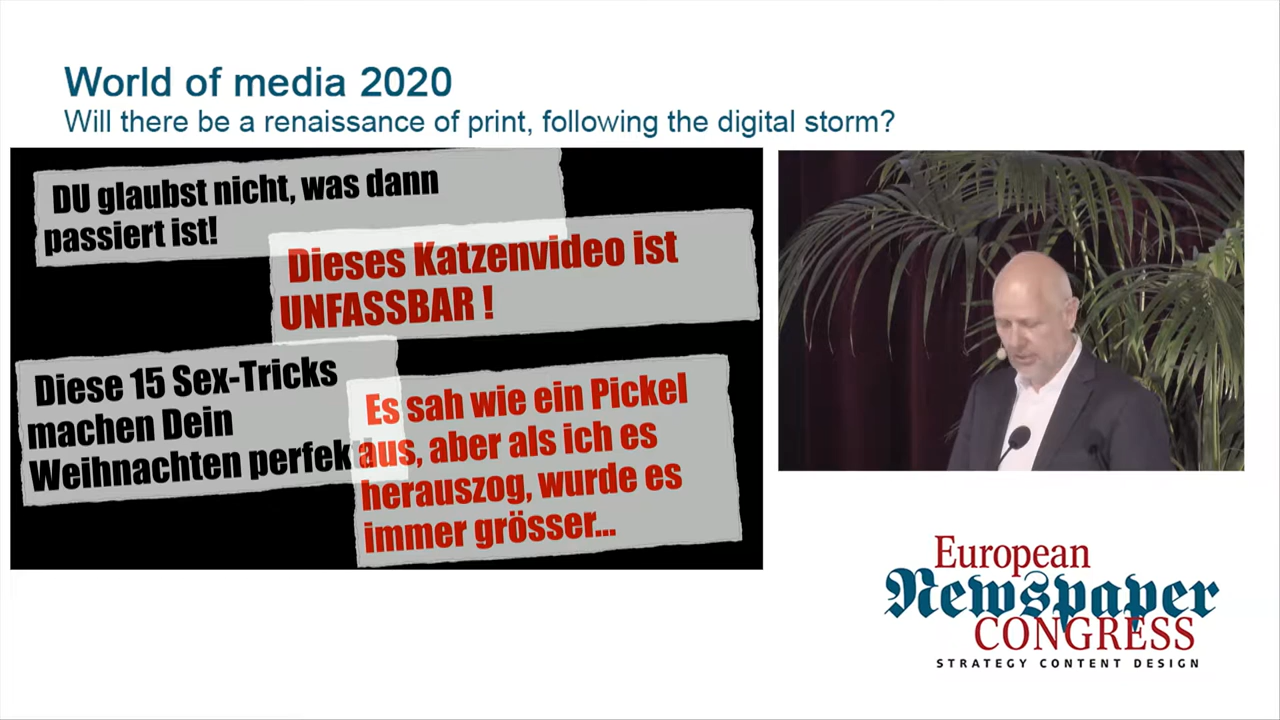 World of media 2020
Will there be a renaissance of print, following the digital storm?
DU glaubst nicht, was dann
passiert ist!
Dieses Katzenvideo ist
UNFASSBAR !
Diese 15 Sex-Tricks
machen Dein
Weihnachten perfekt
Es sah wie ein Pickel
aus, aber als ich es
herauszog, wurde es
immer grösser...
European
Newspaper
CONGRESS
STRATEGY CONTENT DESIGN